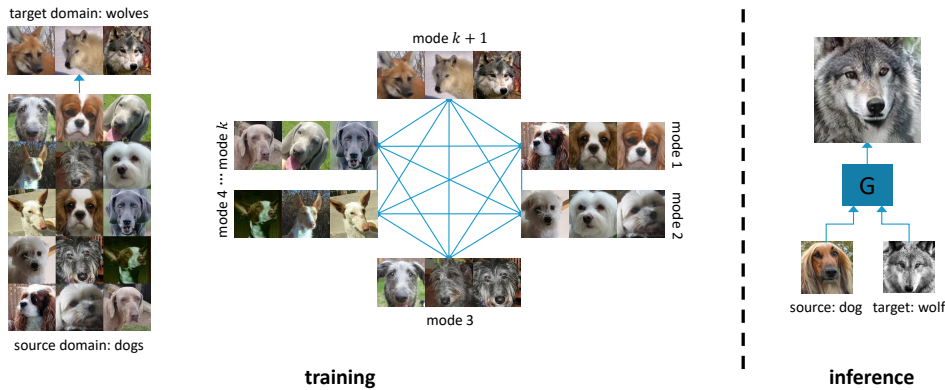 target domain: wolves
source domain: dogs
mode k + 1
mode 4 ⋯ mode k
mode 1
mode 2
mode 3
training
G
source: dog
target: wolf
inference